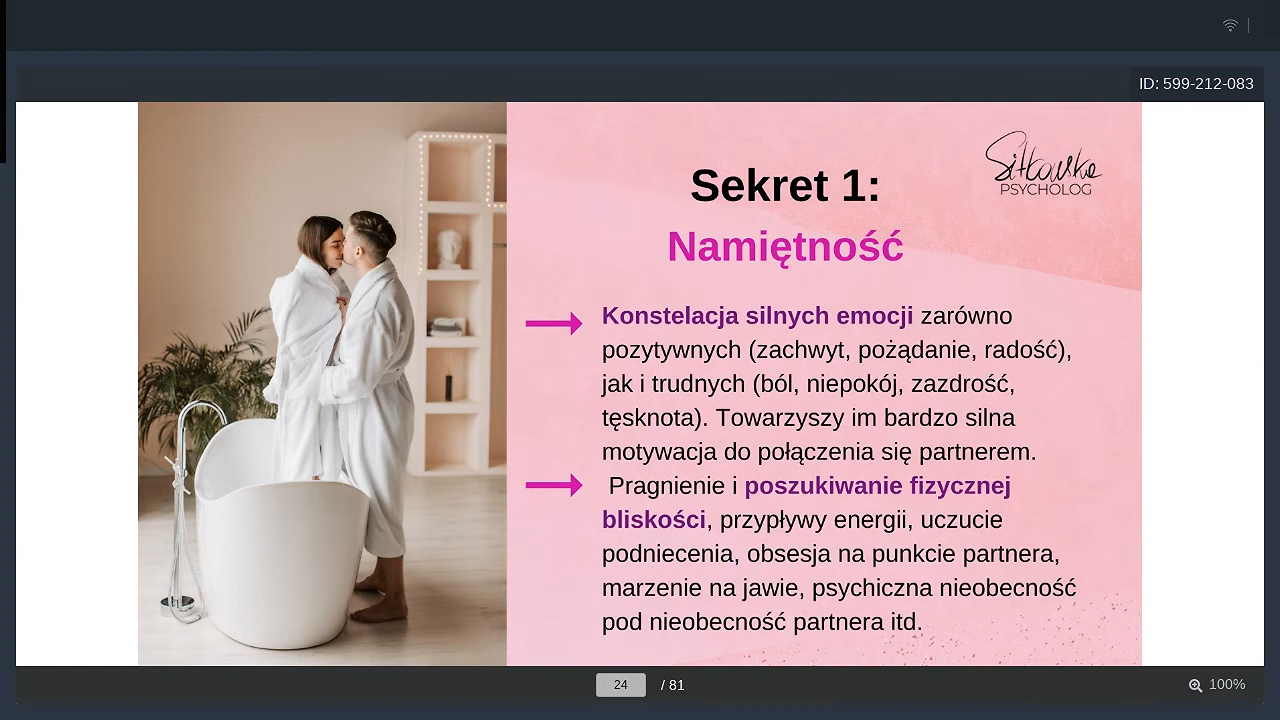 ID: 599-212-083
Sitkowska
PSYCHOLOG
Sekret 1:
Namiętność
Konstelacja silnych emocji zarówno
pozytywnych (zachwyt, pożądanie, radość),
jak i trudnych (ból, niepokój, zazdrość,
tęsknota). Towarzyszy im bardzo silna
motywacja do połączenia się partnerem.
Pragnienie i poszukiwanie fizycznej
bliskości, przypływy energii, uczucie
podniecenia, obsesja na punkcie partnera,
marzenie na jawie, psychiczna nieobecność
pod nieobecność partnera itd.
24 / 81
100%